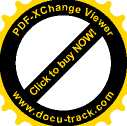 PDF-XChange Viewer
Click to buy NOW!
www.docu-track.com